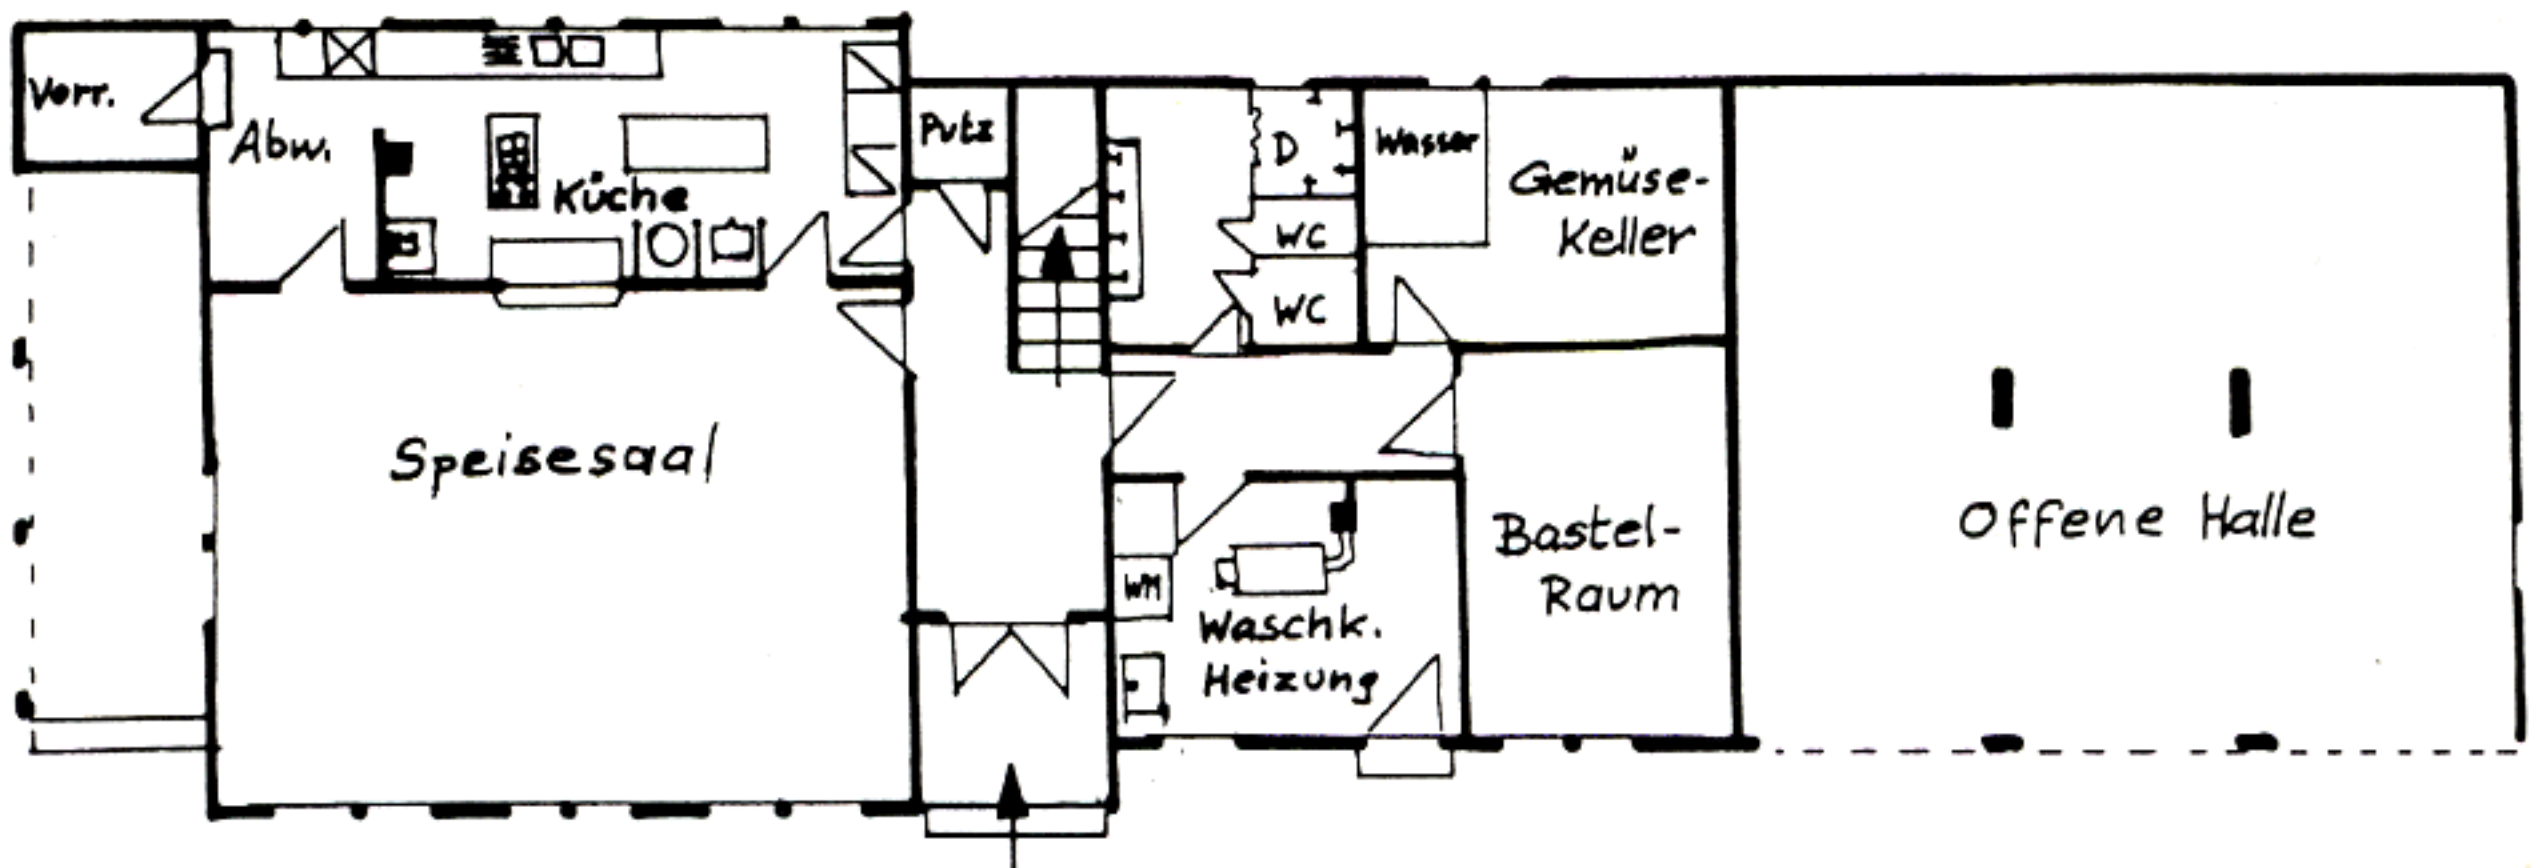 Vorr.
Abw.
Küche
Putz
D
WC
WC
Wasser
Gemüse-
Keller
Speisesaal
WM
Waschk.
Heizung
Bastel-
Raum
Offene Halle